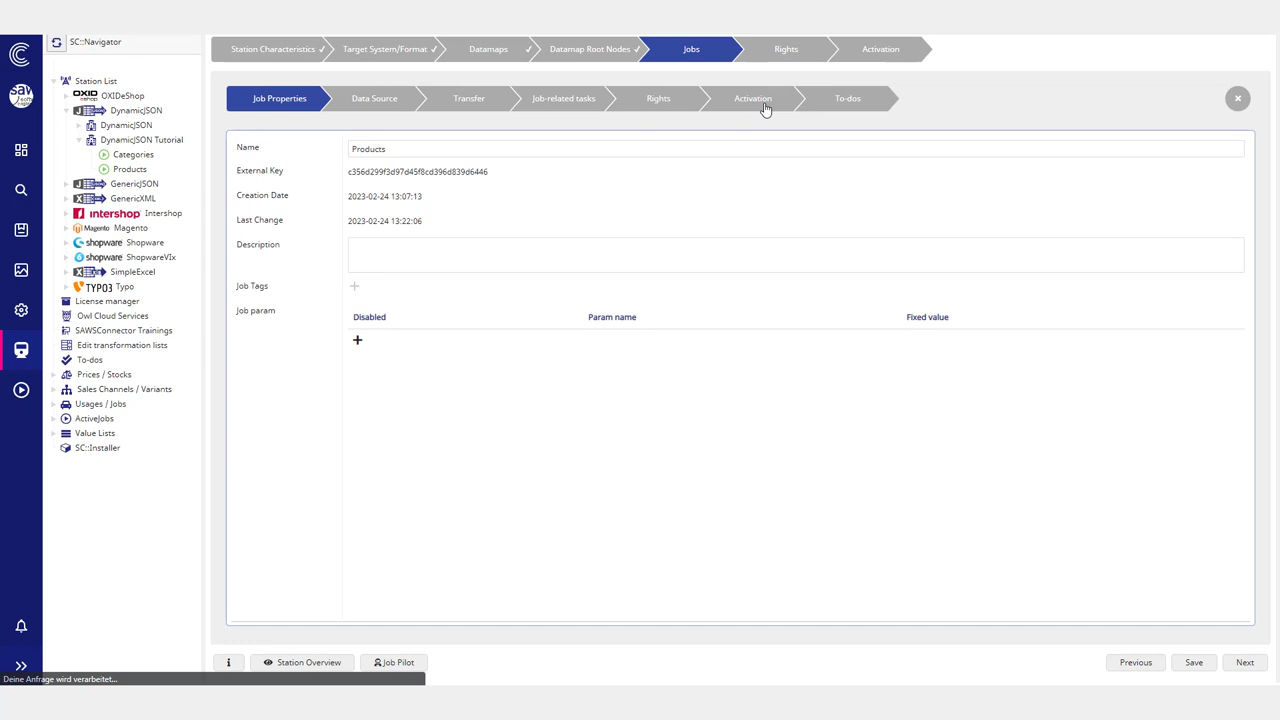 SC::Navigator
Station List
OXID eshop OXIDeShop
DynamicJSON
DynamicJSON
DynamicJSON Tutorial
Categories
Products
GenericJSON
GenericXML
intershop Intershop
Magento Magento
shopware Shopware
shopware ShopwareVIx
SimpleExcel
TYPO3 Typo
License manager
Owl Cloud Services
SAWSConnector Trainings
Edit transformation lists
To-dos
Prices / Stocks
Sales Channels / Variants
Usages / Jobs
ActiveJobs
Value Lists
SC::Installer
Station Characteristics ✓ Target System/Format ✓ Datamaps ✓ Datamap Root Nodes ✓ Jobs Rights Activation
Job Properties Data Source Transfer Job-related tasks Rights Activation To-dos
Name Products
External Key c356d299f3d97d45f8cd396d839d6446
Creation Date 2023-02-24 13:07:13
Last Change 2023-02-24 13:22:06
Description
Job Tags +
Job param Disabled Param name Fixed value
+
i Station Overview Job Pilot Previous Save Next
Deine Anfrage wird verarbeitet...